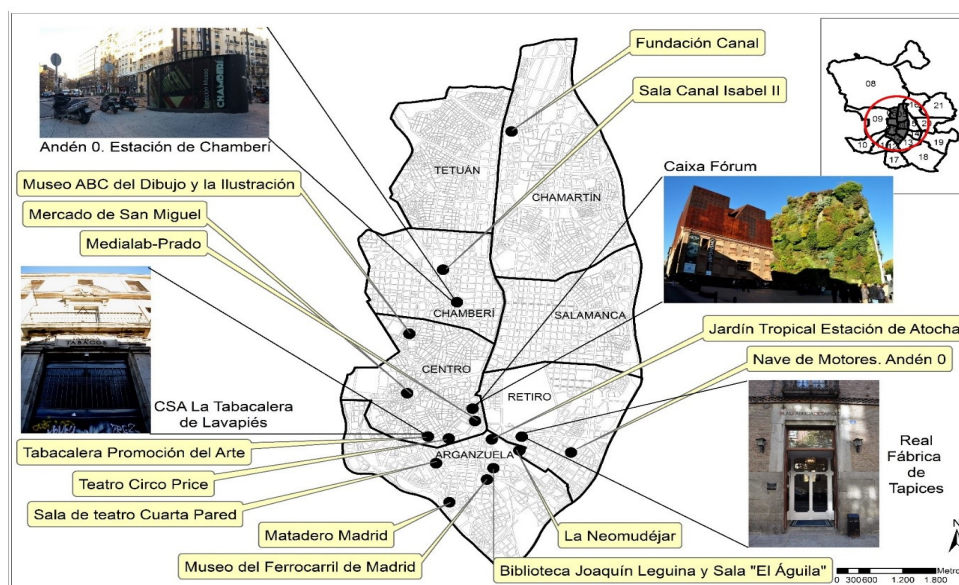 Fundación Canal
Sala Canal Isabel II
Andén 0. Estación de Chamberí
CHAMBERÍ
Museo ABC del Dibujo y la Ilustración
Mercado de San Miguel
Medialab-Prado
Caixa Fórum
TETUÁN
CHAMARTÍN
CHAMBERÍ
SALAMANCA
CENTRO
RETIRO
ARGANZUELA
08
09
21
10
19
17
18
Jardín Tropical Estación de Atocha
Nave de Motores. Andén 0
TABACOS
CSA La Tabacalera
de Lavapiés
Real
Fábrica
de
Tapices
Tabacalera Promoción del Arte
Teatro Circo Price
Sala de teatro Cuarta Pared
Matadero Madrid
Museo del Ferrocarril de Madrid
La Neomudéjar
Biblioteca Joaquín Leguina y Sala "El Águila"
N
Metro
0 300 600 1.200 1.800